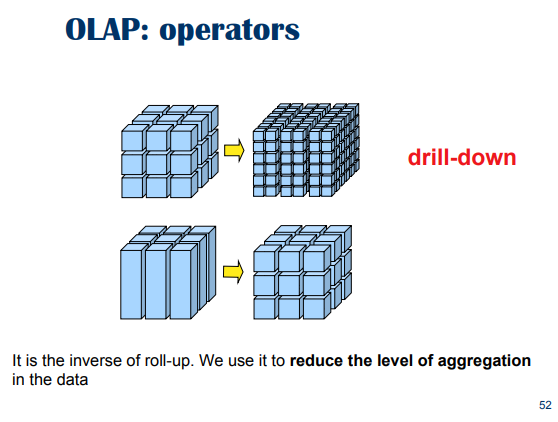 OLAP: operators
drill-down
It is the inverse of roll-up. We use it to reduce the level of aggregation
in the data
52